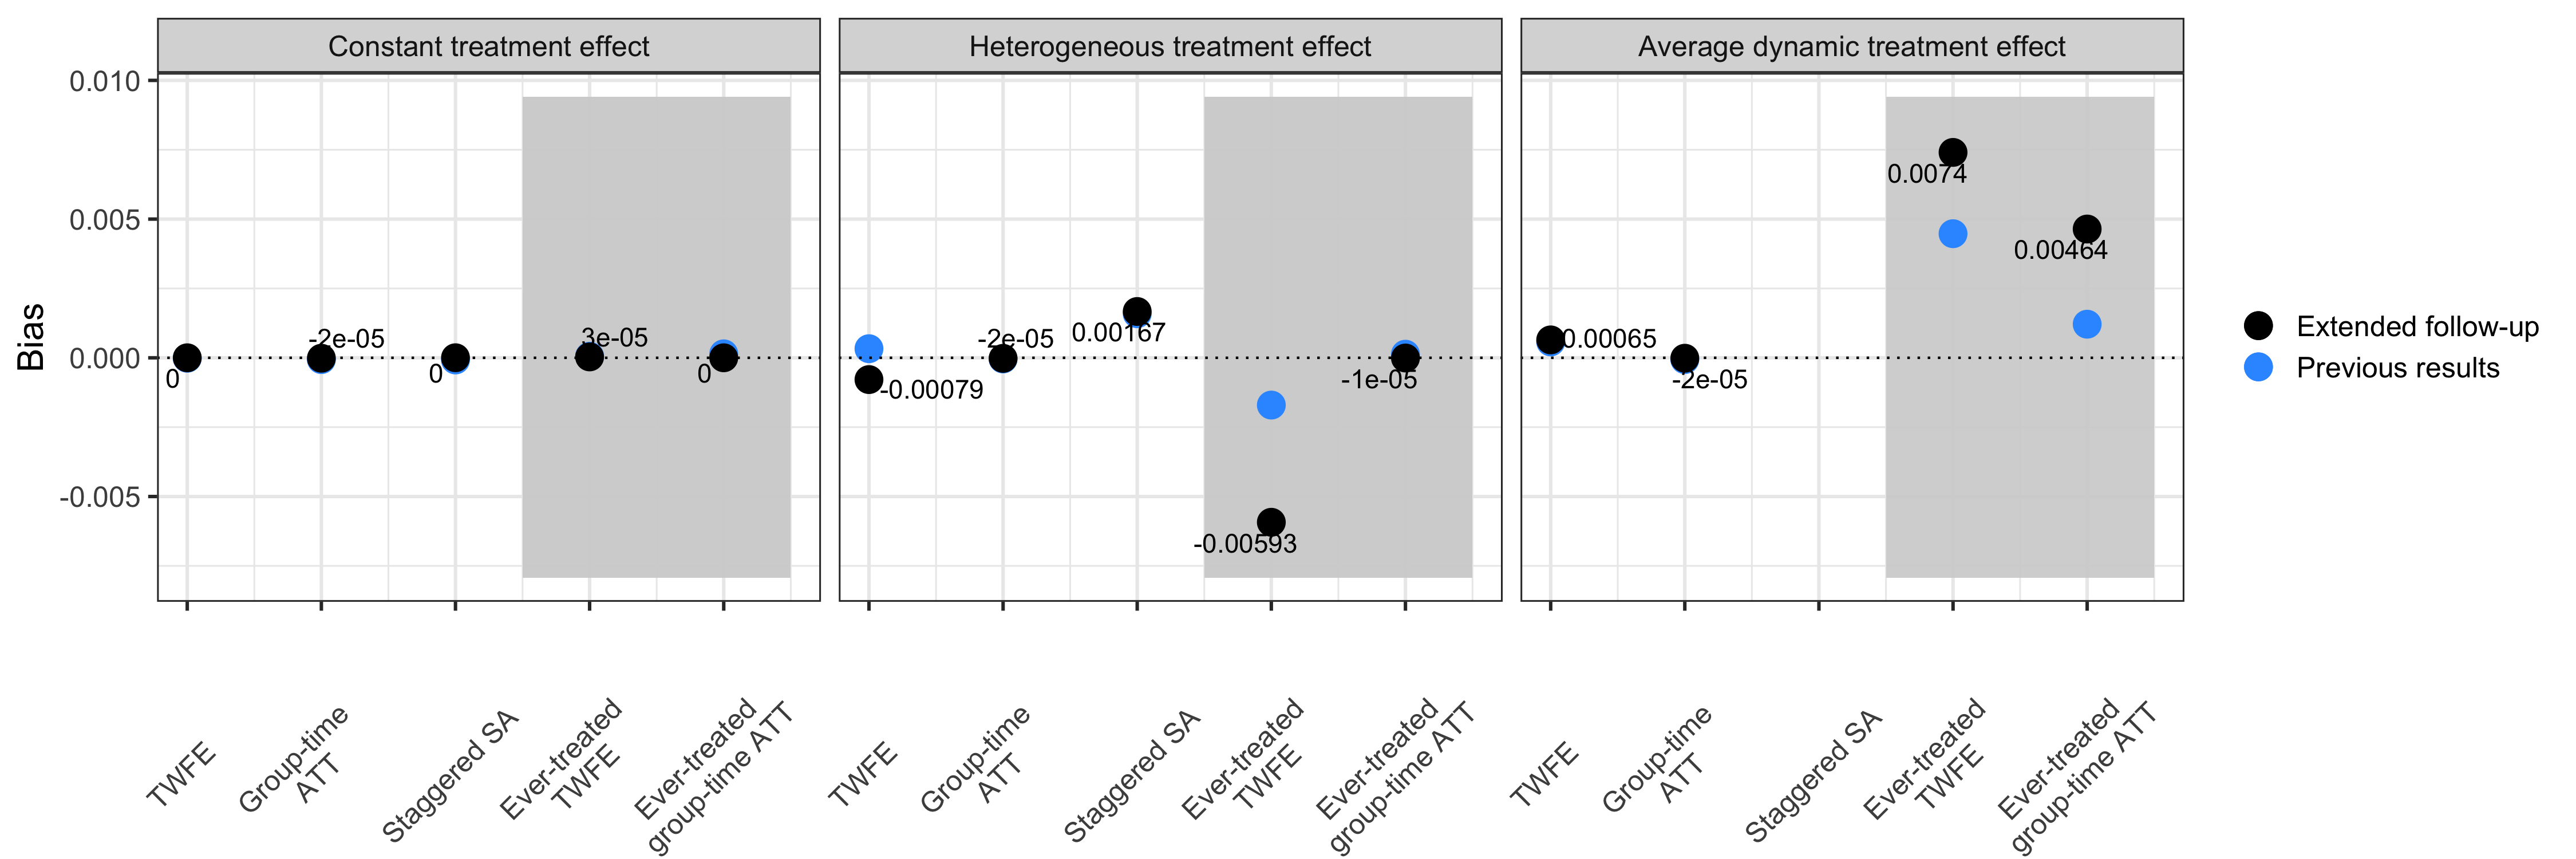 Constant treatment effect
Heterogeneous treatment effect
Average dynamic treatment effect
Bias
0.010
0.005
0.000
-0.005
0
-2e-05
0
3e-05
0
-0.00079
-2e-05
0.00167
-0.00593
-1e-05
0.00065
-2e-05
0.0074
0.00464
TWFE
Group-time
ATT
Staggered SA
Ever-treated
TWFE
Ever-treated
group-time ATT
TWFE
Group-time
ATT
Staggered SA
Ever-treated
TWFE
Ever-treated
group-time ATT
TWFE
Group-time
ATT
Staggered SA
Ever-treated
TWFE
Ever-treated
group-time ATT
Extended follow-up
Previous results